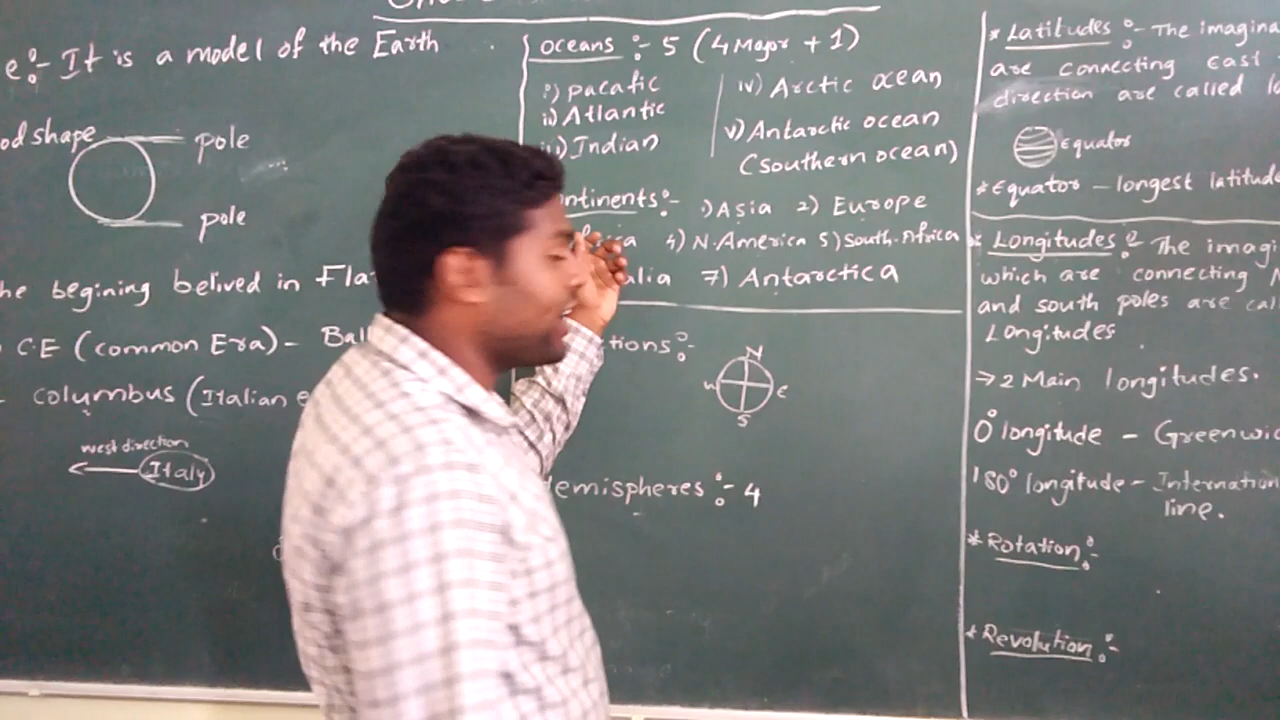 e:- It is a model of the Earth
od shape
pole
pole
he begining belived in Fla
C.E (common Era) - Ball
columbus (Italian e
west direction
Italy
oceans :- 5 (4 Major + 1)
i) pacafic
ii) Atlantic
iii) Indian
iv) Arctic ocean
v) Antarctic ocean
(Southern ocean)
ntinents:- 1) Asia 2) Europe
4) N.America 5) South.Africa
alia 7) Antarctica
tions:-
N
W
E
S
Hemispheres :- 4
* Latitudes :- The imagina
are connecting East
direction are called la
Equator
* Equator - longest latitude
* Longitudes : The imagi
which are connecting N
and south poles are cal
Longitudes
→ 2 Main longitudes.
0° longitude - Greenwic
180° longitude - Internation
line.
* Rotation:-
* Revolution:-